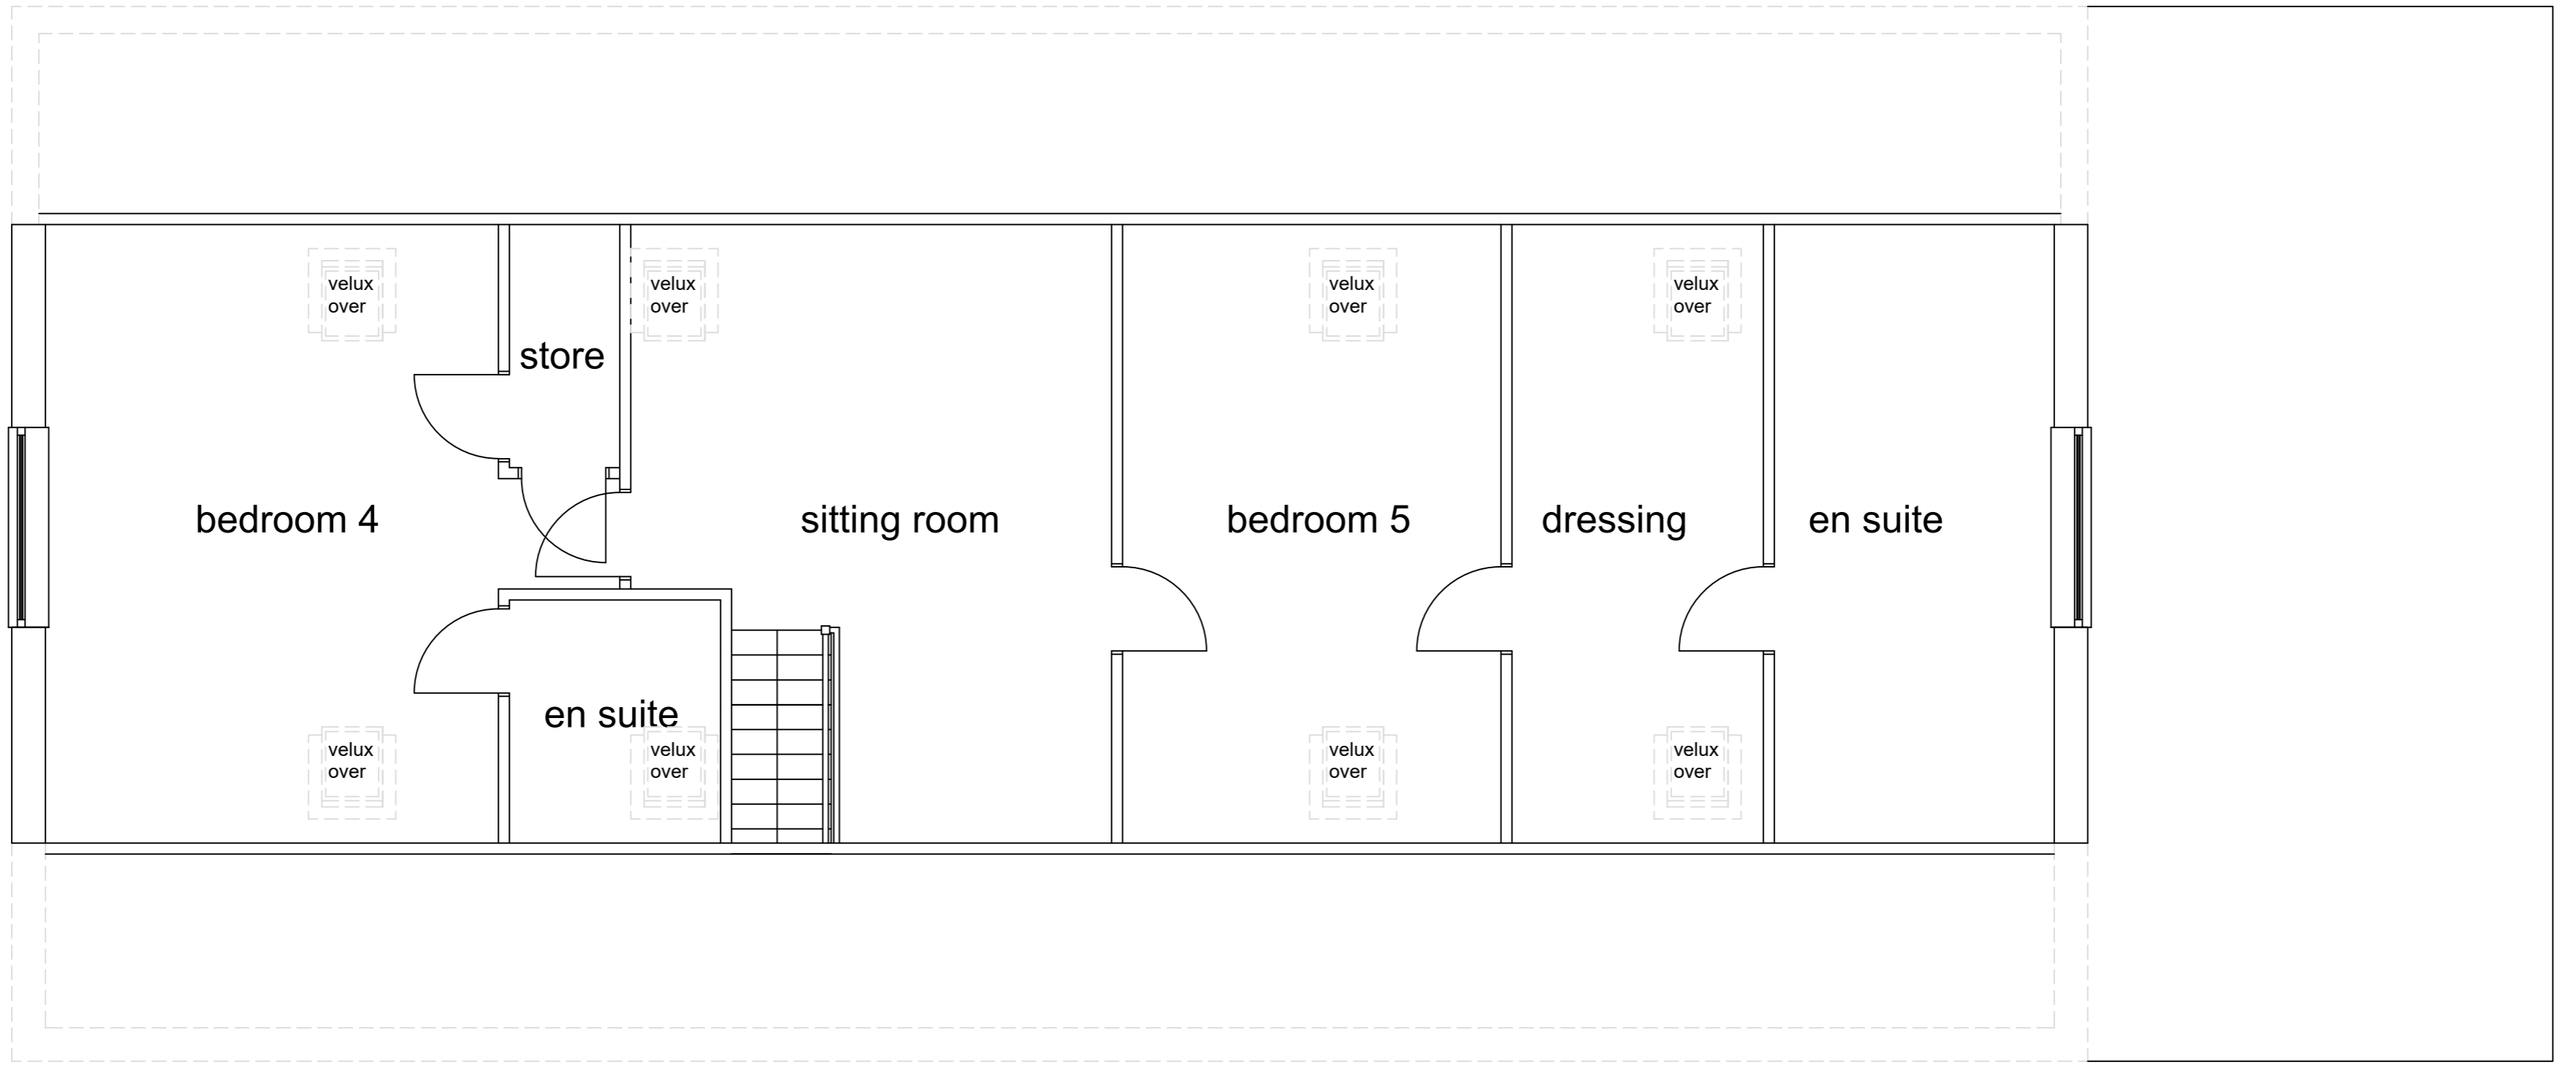 velux
over
velux
over
velux
over
velux
over
store
bedroom 4
sitting room
bedroom 5
dressing
en suite
en suite
velux
over
velux
over
velux
over
velux
over